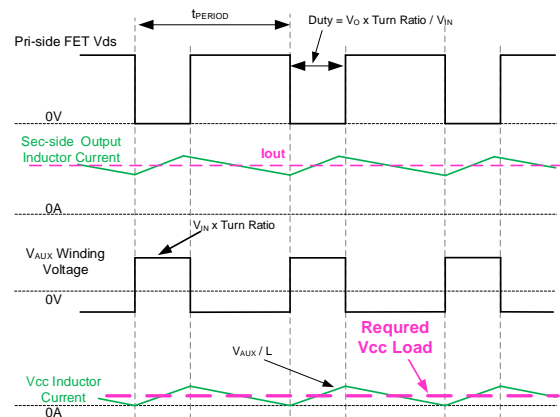 tPERIOD
Duty = VO x Turn Ratio / VIN
Pri-side FET Vds
0V
Sec-side Output
Inductor Current
Iout
0A
VIN x Turn Ratio
VAUX Winding
Voltage
0V
Requred
Vcc Load
VAUX / L
Vcc Inductor
Current
0A